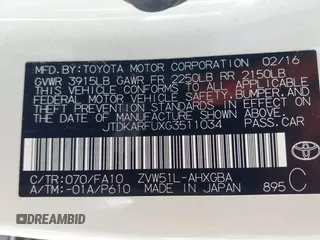 MFD.BY:TOYOTA MOTOR CORPORATION 02/16
GVWR 3915LB GAWR FR 2250LB RR 2150LB
THIS VEHICLE CONFORMS TO ALL APPLICABLE
FEDERAL MOTOR VEHICLE SAFETY, BUMPER, AND
THEFT PREVENTION STANDARDS IN EFFECT ON
THE DATE OF MANUFACTURE SHOWN ABOVE.
JTDKARFUXG3511034 PASS.CAR
C/TR:070/FA10 ZVW51L-AHXGBA
A/TM:-01A/P610 MADE IN JAPAN 895 C
TOYOTA
AUTOBIDMASTER